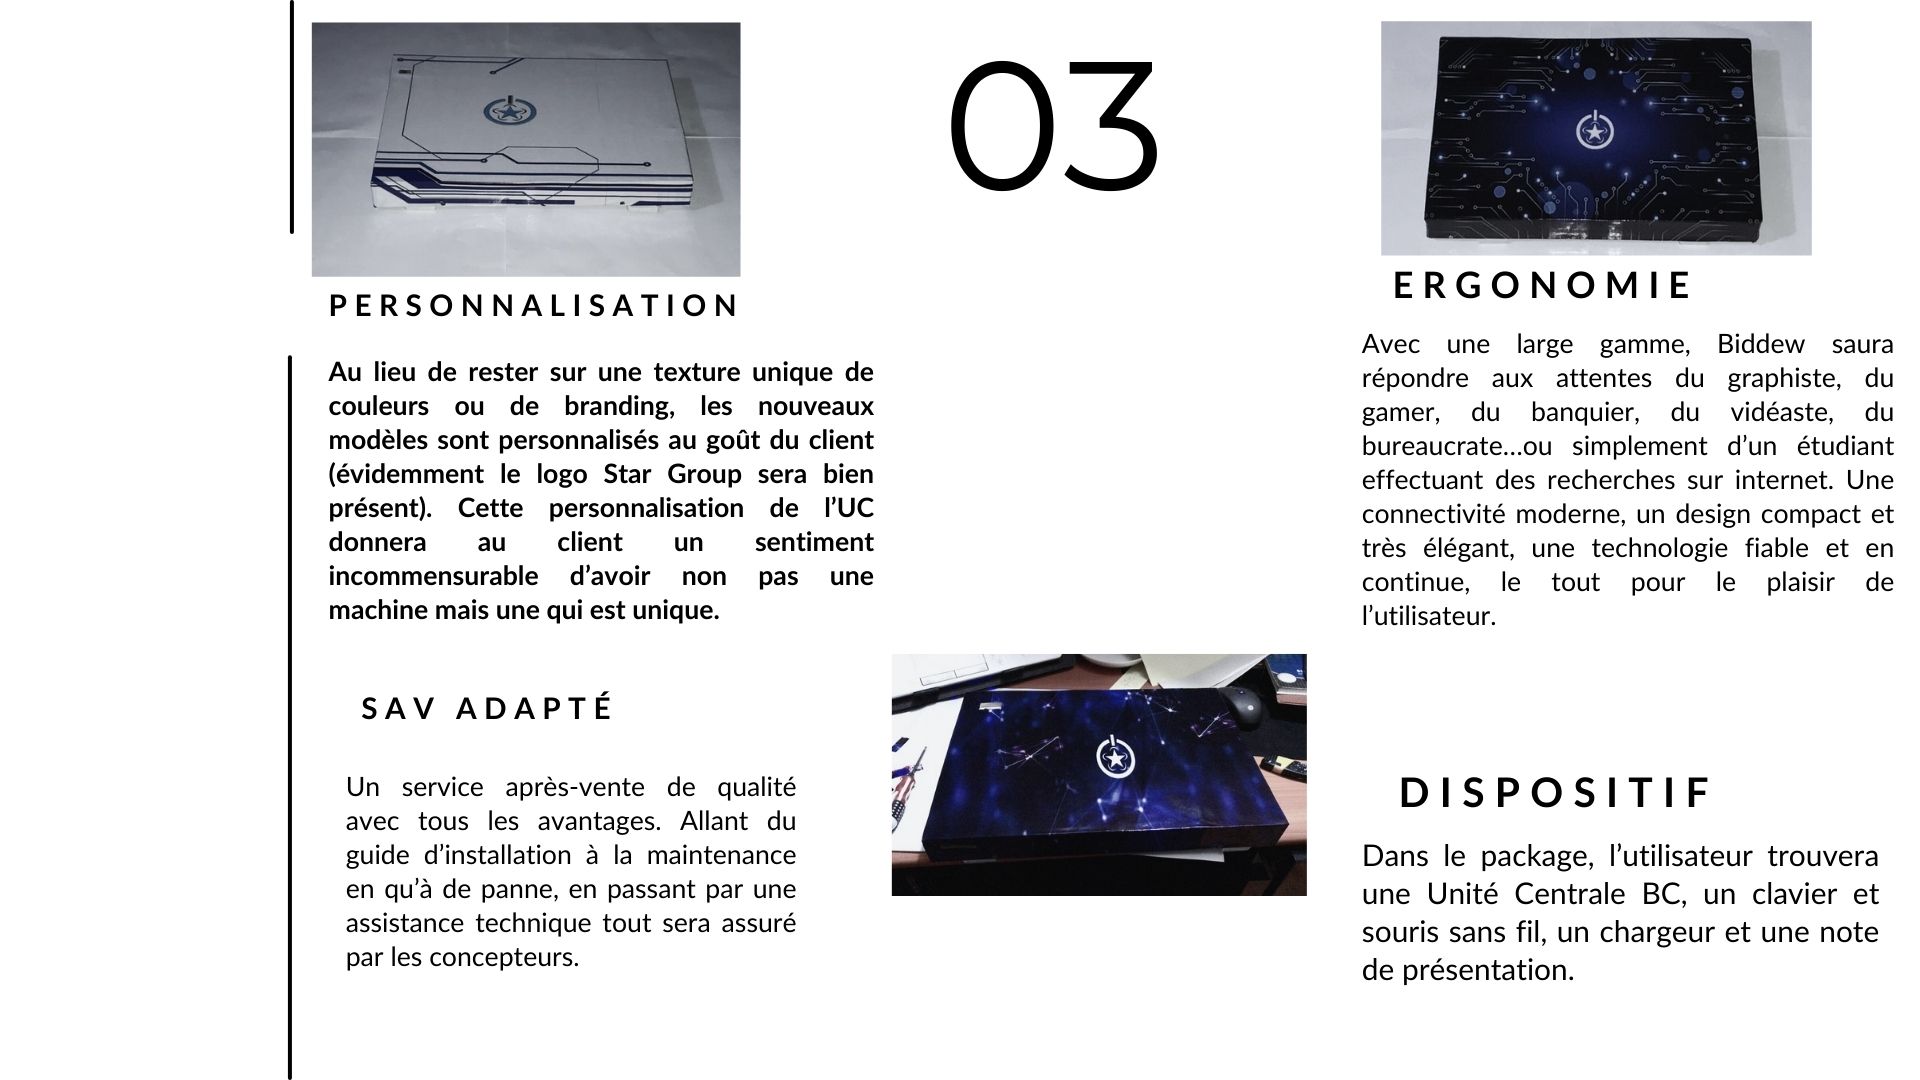 03
PERSONNALISATION
Au lieu de rester sur une texture unique de
couleurs ou de branding, les nouveaux
modèles sont personnalisés au goût du client
(évidemment le logo Star Group sera bien
présent). Cette personnalisation de l’UC
donnera au client un sentiment
incommensurable d’avoir non pas une
machine mais une qui est unique.
SAV ADAPTÉ
Un service après-vente de qualité
avec tous les avantages. Allant du
guide d’installation à la maintenance
en qu’à de panne, en passant par une
assistance technique tout sera assuré
par les concepteurs.
ERGONOMIE
Avec une large gamme, Biddew saura
répondre aux attentes du graphiste, du
gamer, du banquier, du vidéaste, du
bureaucrate...ou simplement d’un étudiant
effectuant des recherches sur internet. Une
connectivité moderne, un design compact et
très élégant, une technologie fiable et en
continue, le tout pour le plaisir de
l’utilisateur.
DISPOSITIF
Dans le package, l’utilisateur trouvera
une Unité Centrale BC, un clavier et
souris sans fil, un chargeur et une note
de présentation.